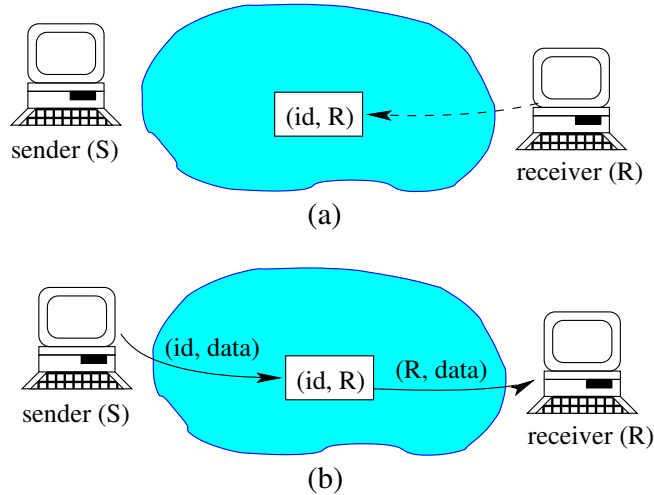 (id, R)
sender (S)
receiver (R)
(a)
(id, data)
(id, R)
(R, data)
sender (S)
receiver (R)
(b)